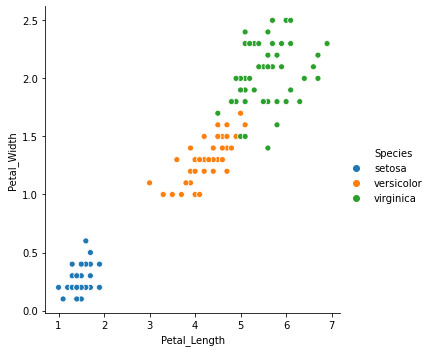 2.5
2.0
1.5
1.0
0.5
0.0
Petal_Width
1 2 3 4 5 6 7
Petal_Length
Species
setosa
versicolor
virginica